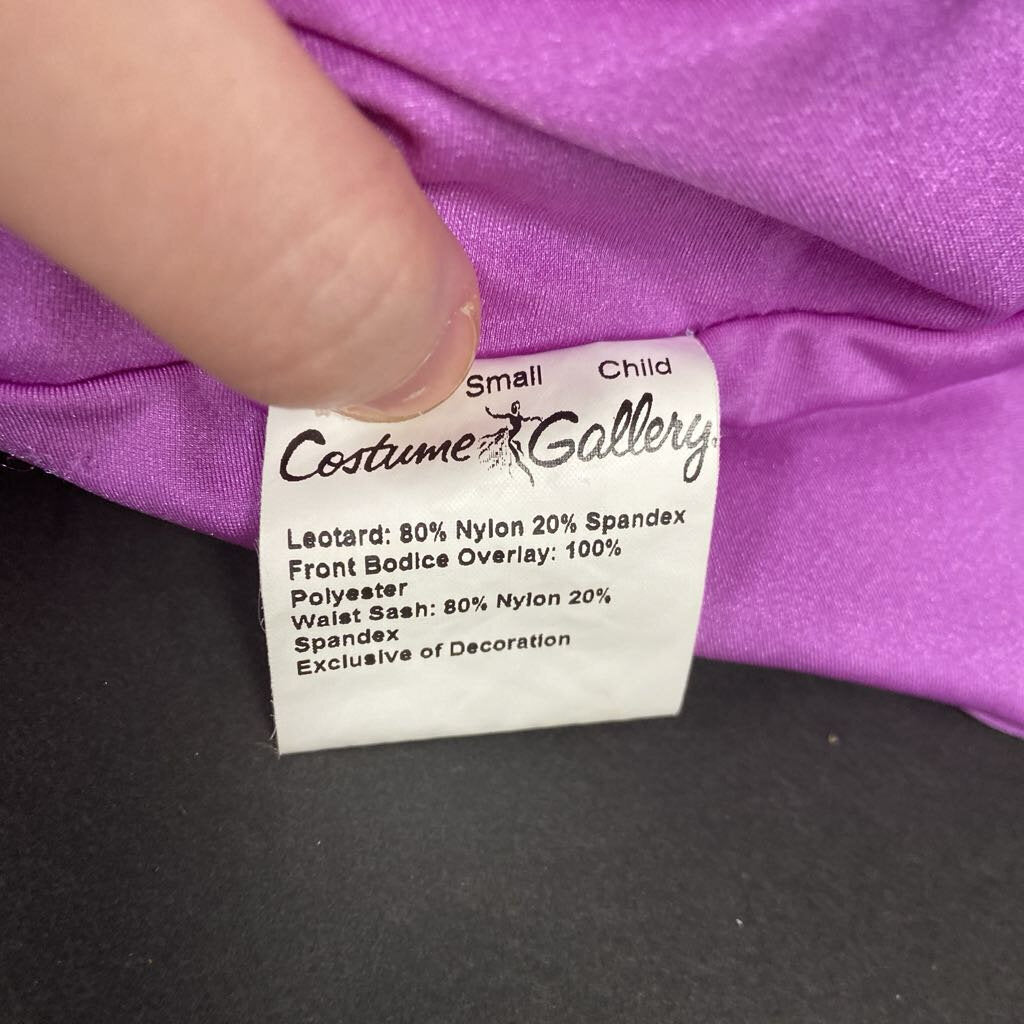 Small Child
Costume Gallery
Leotard: 80% Nylon 20% Spandex
Front Bodice Overlay: 100%
Polyester
Waist Sash: 80% Nylon 20%
Spandex
Exclusive of Decoration